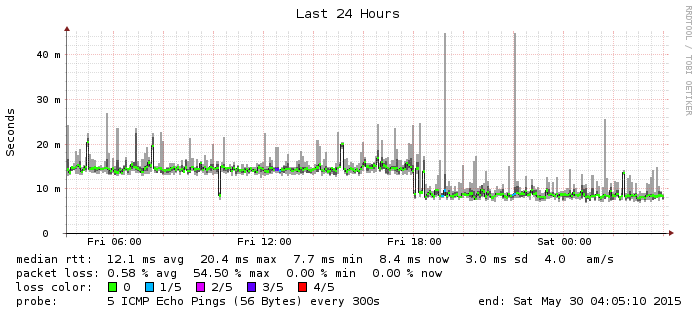 Last 24 Hours
RRDTOOL / TOBI OETIKER
Seconds
40 m
30 m
20 m
10 m
0
Fri 06:00 Fri 12:00 Fri 18:00 Sat 00:00
median rtt: 12.1 ms avg 20.4 ms max 7.7 ms min 8.4 ms now 3.0 ms sd 4.0 am/s
packet loss: 0.58 % avg 54.50 % max 0.00 % min 0.00 % now
loss color: 0 1/5 2/5 3/5 4/5
probe: 5 ICMP Echo Pings (56 Bytes) every 300s end: Sat May 30 04:05:10 2015